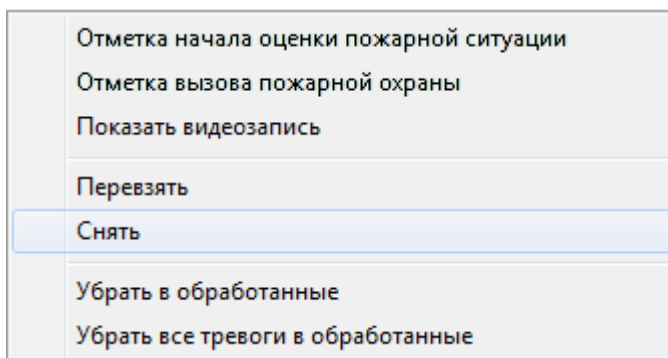 Отметка начала оценки пожарной ситуации
Отметка вызова пожарной охраны
Показать видеозапись
Перевзять
Снять
Убрать в обработанные
Убрать все тревоги в обработанные